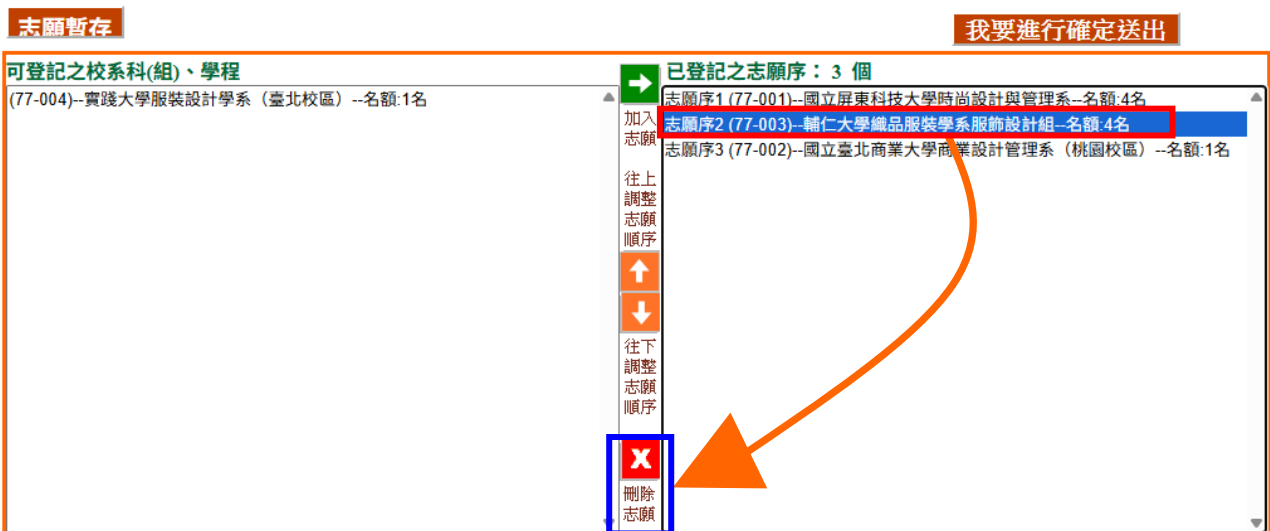 志願暫存
我要進行確定送出
可登記之校系科(組)、學程
(77-004)--實踐大學服裝設計學系（臺北校區）--名額:1名
加入
志願
往上
調整
志願
順序
往下
調整
志願
順序
X
刪除
志願
已登記之志願序： 3 個
志願序1 (77-001)--國立屏東科技大學時尚設計與管理系--名額:4名
志願序2 (77-003)--輔仁大學織品服裝學系服飾設計組--名額:4名
志願序3 (77-002)--國立臺北商業大學商業設計管理系（桃園校區）--名額:1名